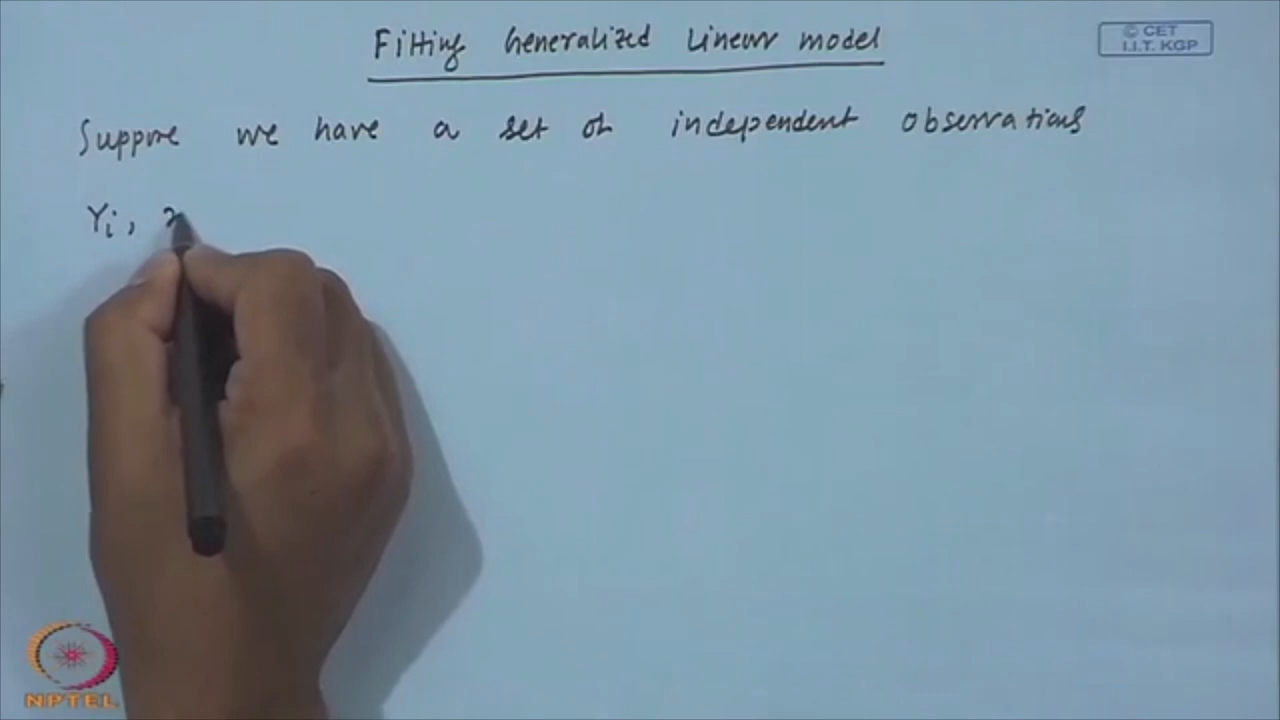 Fitting Generalized Linear model
© CET
I.I.T. KGP
Suppose we have a set of independent observations
Yi, x
NPTEL